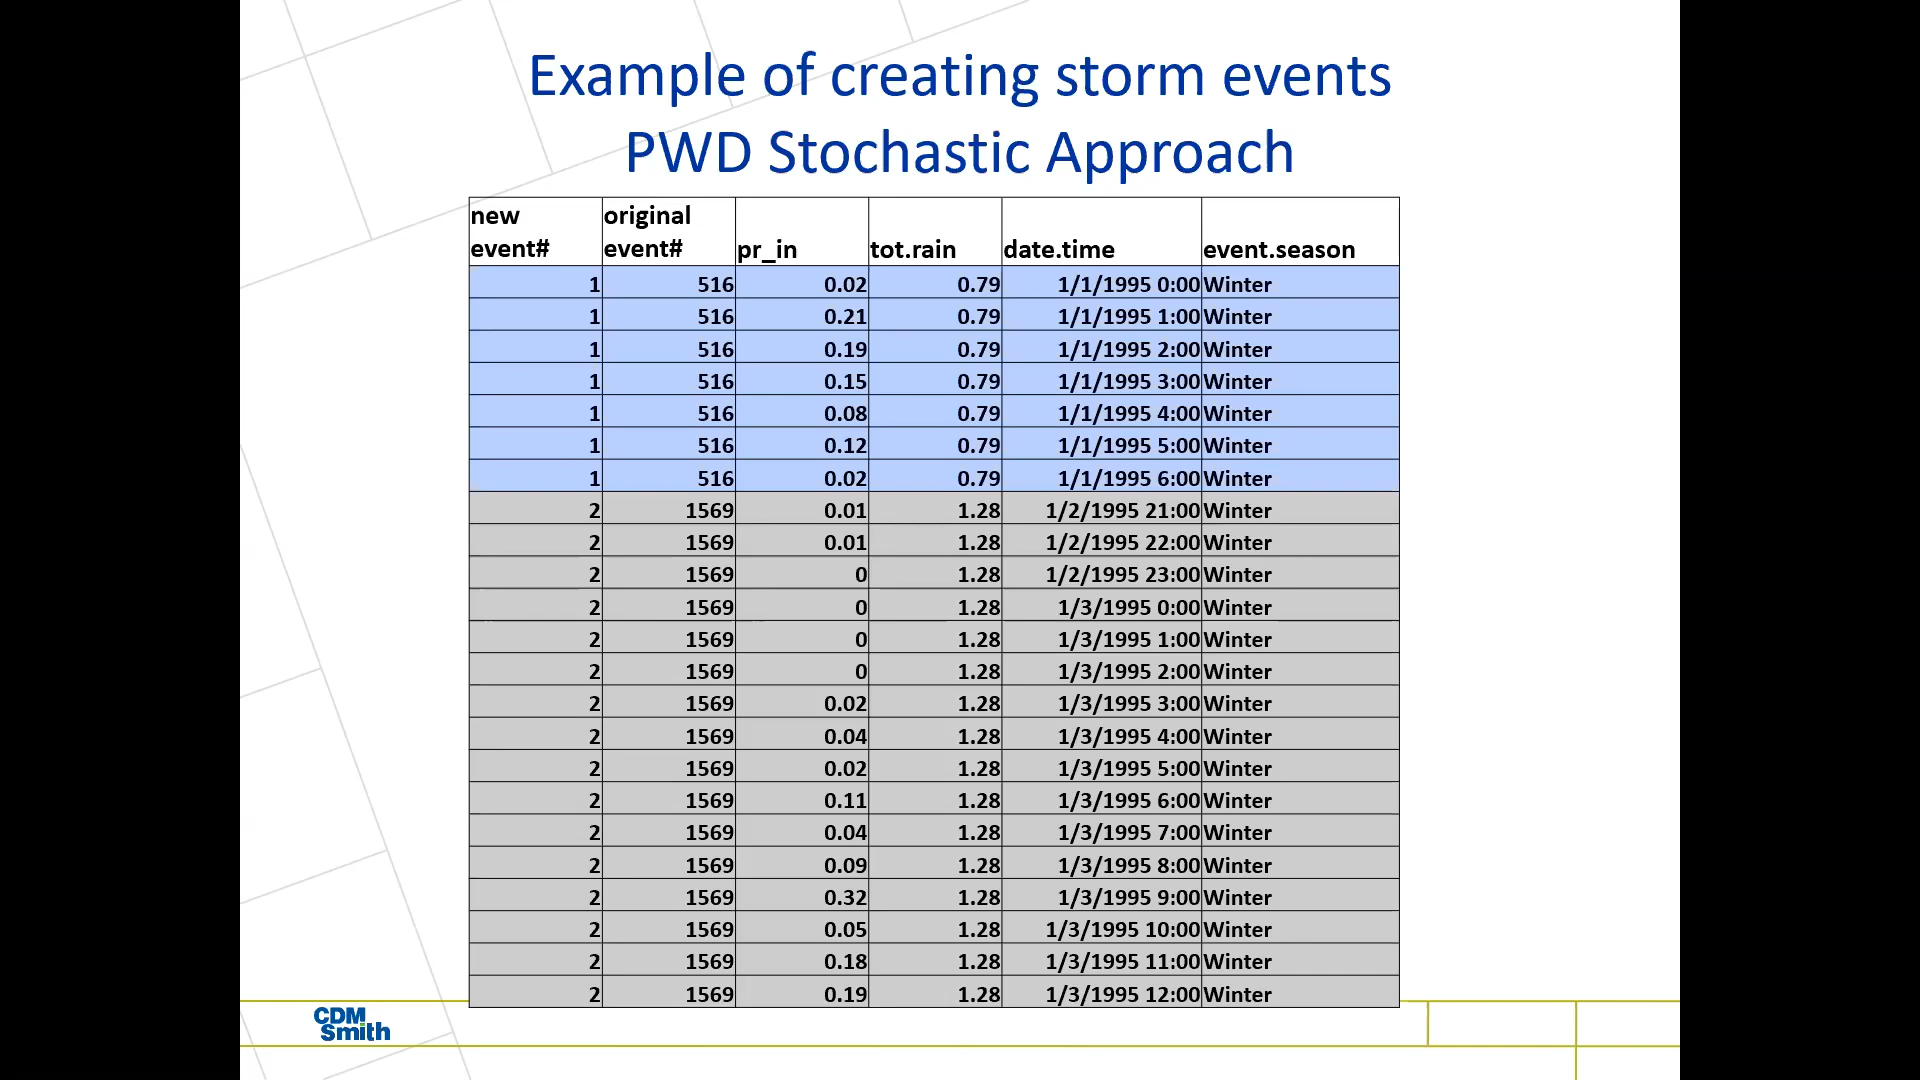 Example of creating storm events
PWD Stochastic Approach
new event# original event# pr_in tot.rain date.time event.season
1 516 0.02 0.79 1/1/1995 0:00 Winter
1 516 0.21 0.79 1/1/1995 1:00 Winter
1 516 0.19 0.79 1/1/1995 2:00 Winter
1 516 0.15 0.79 1/1/1995 3:00 Winter
1 516 0.08 0.79 1/1/1995 4:00 Winter
1 516 0.12 0.79 1/1/1995 5:00 Winter
1 516 0.02 0.79 1/1/1995 6:00 Winter
2 1569 0.01 1.28 1/2/1995 21:00 Winter
2 1569 0.01 1.28 1/2/1995 22:00 Winter
2 1569 0 1.28 1/2/1995 23:00 Winter
2 1569 0 1.28 1/3/1995 0:00 Winter
2 1569 0 1.28 1/3/1995 1:00 Winter
2 1569 0 1.28 1/3/1995 2:00 Winter
2 1569 0.02 1.28 1/3/1995 3:00 Winter
2 1569 0.04 1.28 1/3/1995 4:00 Winter
2 1569 0.02 1.28 1/3/1995 5:00 Winter
2 1569 0.11 1.28 1/3/1995 6:00 Winter
2 1569 0.04 1.28 1/3/1995 7:00 Winter
2 1569 0.09 1.28 1/3/1995 8:00 Winter
2 1569 0.32 1.28 1/3/1995 9:00 Winter
2 1569 0.05 1.28 1/3/1995 10:00 Winter
2 1569 0.18 1.28 1/3/1995 11:00 Winter
2 1569 0.19 1.28 1/3/1995 12:00 Winter
CDM
Smith